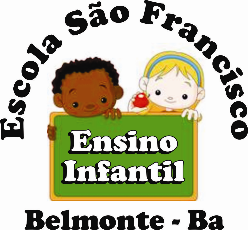 Escola São Francisco
Ensino
Infantil
Belmonte - Ba